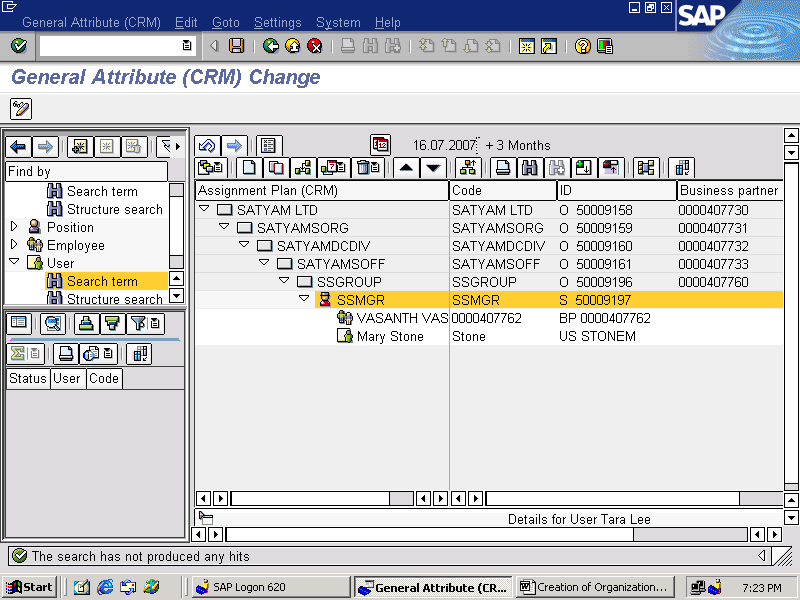 General Attribute (CRM) Edit Goto Settings System Help
SAP
General Attribute (CRM) Change
16.07.2007 + 3 Months
Find by
Search term
Structure search
Position
Employee
User
Search term
Structure search
Status User Code
Assignment Plan (CRM) Code ID Business partner
SATYAM LTD SATYAM LTD O 50009158 0000407730
SATYAMSORG SATYAMSORG O 50009159 0000407731
SATYAMDCDIV SATYAMDCDIV O 50009160 0000407732
SATYAMSOFF SATYAMSOFF O 50009161 0000407733
SSGROUP SSGROUP O 50009196 0000407760
SSMGR SSMGR S 50009197
VASANTH VAS 0000407762 BP 0000407762
Mary Stone Stone US STONEM
Details for User Tara Lee
The search has not produced any hits
Start SAP Logon 620 General Attribute (CR... Creation of Organization... 7:23 PM